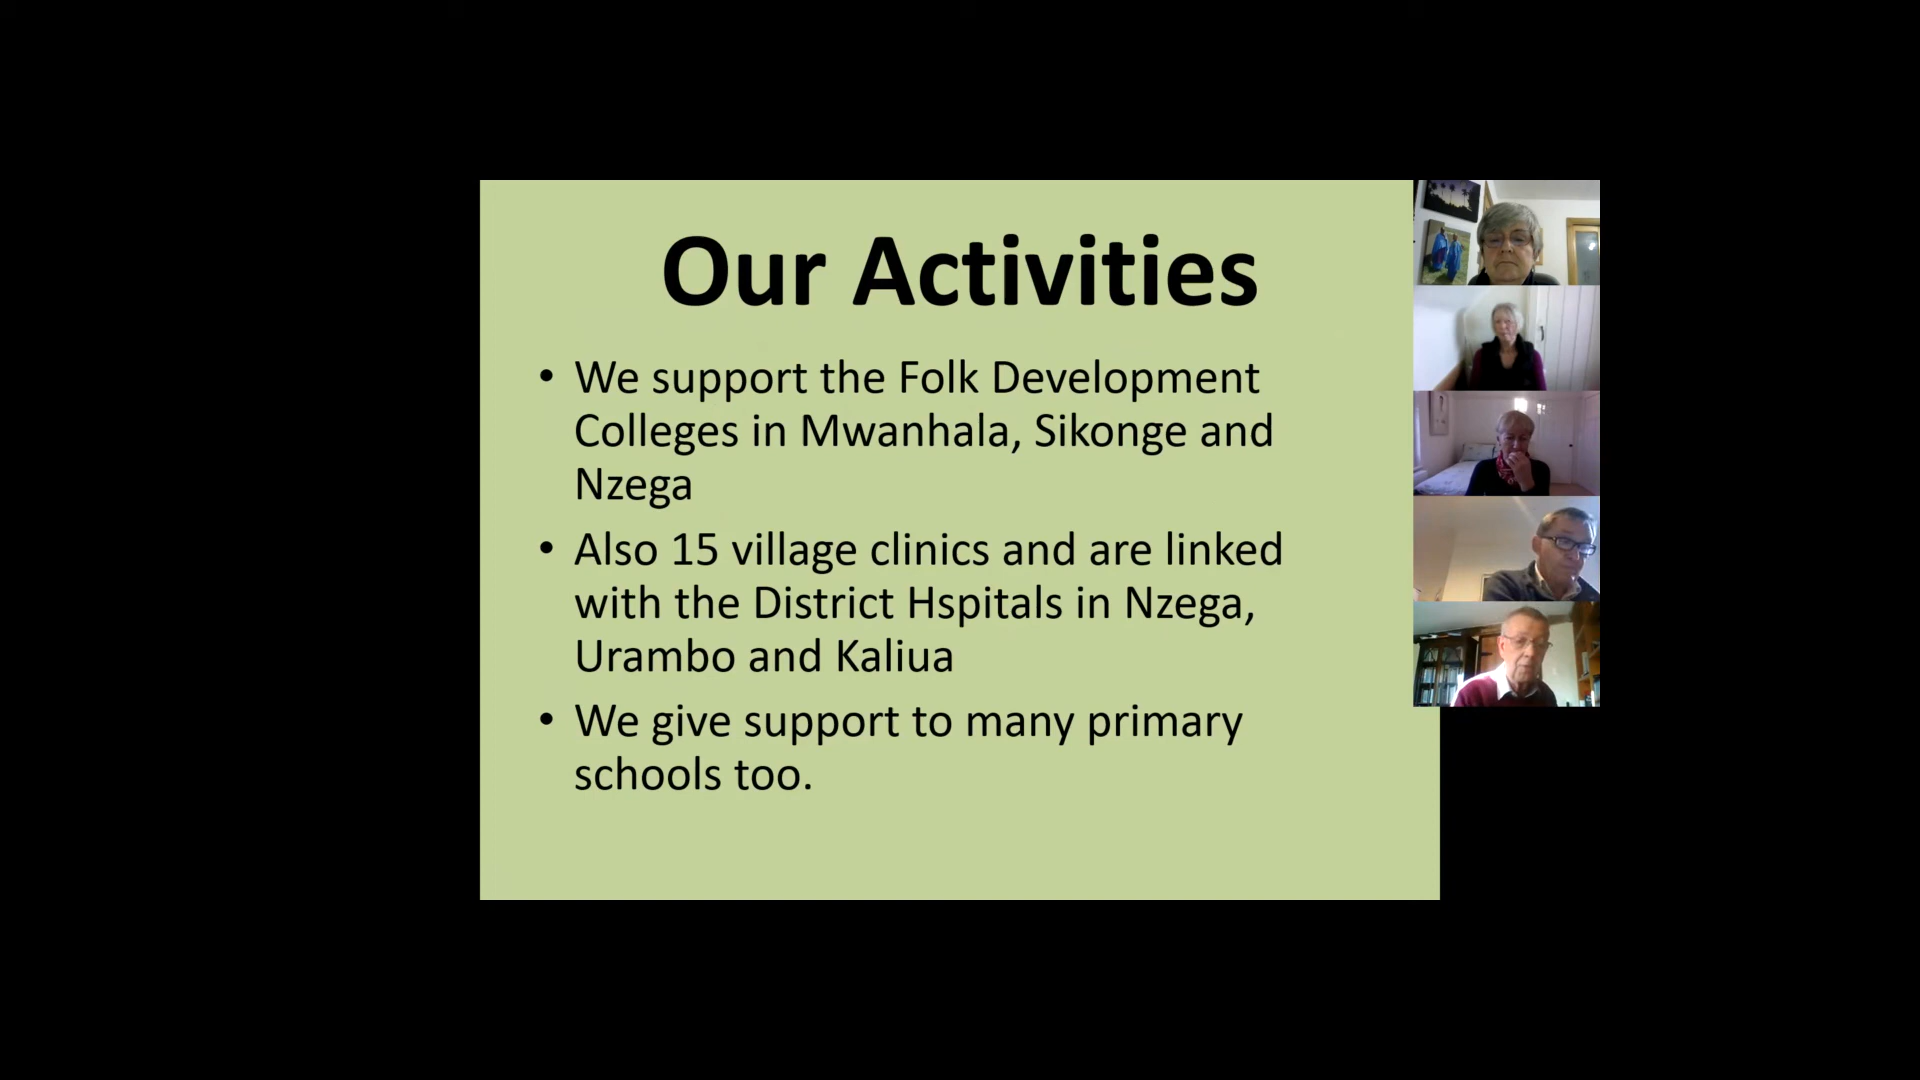 Our Activities
• We support the Folk Development
Colleges in Mwanhala, Sikonge and
Nzega
• Also 15 village clinics and are linked
with the District Hspitals in Nzega,
Urambo and Kaliua
• We give support to many primary
schools too.